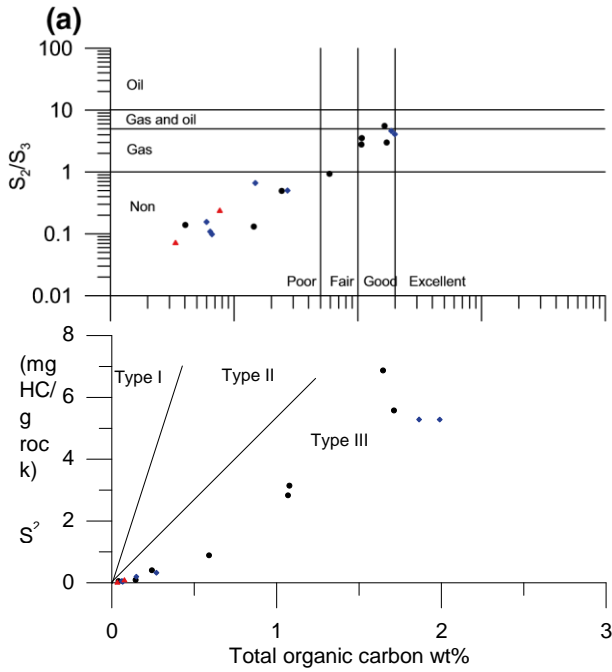 (a)
100
Oil
10
Gas and oil
S2/S3
Gas
1
Non
0.1
Poor Fair Good Excellent
0.01
8
(mg
HC/
g
roc
k)
S2
Type I
Type II
6
Type III
4
2
0
0 1 2 3
Total organic carbon wt%